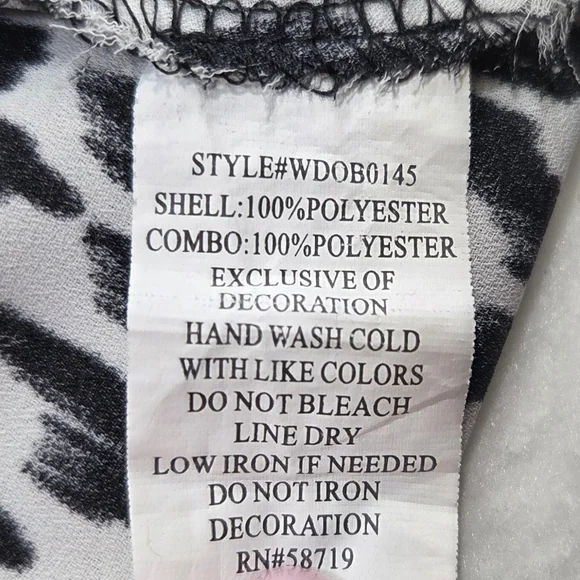 STYLE#WDOB0145
SHELL:100%POLYESTER
COMBO:100%POLYESTER
EXCLUSIVE OF
DECORATION
HAND WASH COLD
WITH LIKE COLORS
DO NOT BLEACH
LINE DRY
LOW IRON IF NEEDED
DO NOT IRON
DECORATION
RN#58719